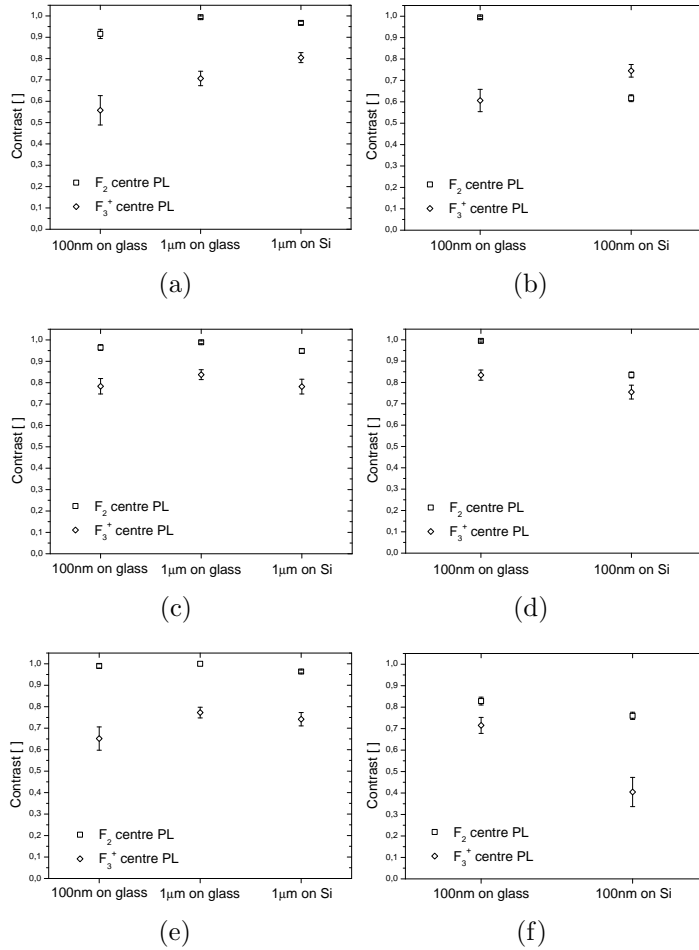 1,0
0,9
0,8
0,7
0,6
0,5
0,4
0,3
0,2
0,1
0,0
Contrast [ ]
F2 centre PL
F3+ centre PL
100nm on glass 1μm on glass 1μm on Si
(a)
1,0
0,9
0,8
0,7
0,6
0,5
0,4
0,3
0,2
0,1
0,0
Contrast [ ]
F2 centre PL
F3+ centre PL
100nm on glass 100nm on Si
(b)
1,0
0,9
0,8
0,7
0,6
0,5
0,4
0,3
0,2
0,1
0,0
Contrast [ ]
F2 centre PL
F3+ centre PL
100nm on glass 1μm on glass 1μm on Si
(c)
1,0
0,9
0,8
0,7
0,6
0,5
0,4
0,3
0,2
0,1
0,0
Contrast [ ]
F2 centre PL
F3+ centre PL
100nm on glass 100nm on Si
(d)
1,0
0,9
0,8
0,7
0,6
0,5
0,4
0,3
0,2
0,1
0,0
Contrast [ ]
F2 centre PL
F3+ centre PL
100nm on glass 1μm on glass 1μm on Si
(e)
1,0
0,9
0,8
0,7
0,6
0,5
0,4
0,3
0,2
0,1
0,0
Contrast [ ]
F2 centre PL
F3+ centre PL
100nm on glass 100nm on Si
(f)